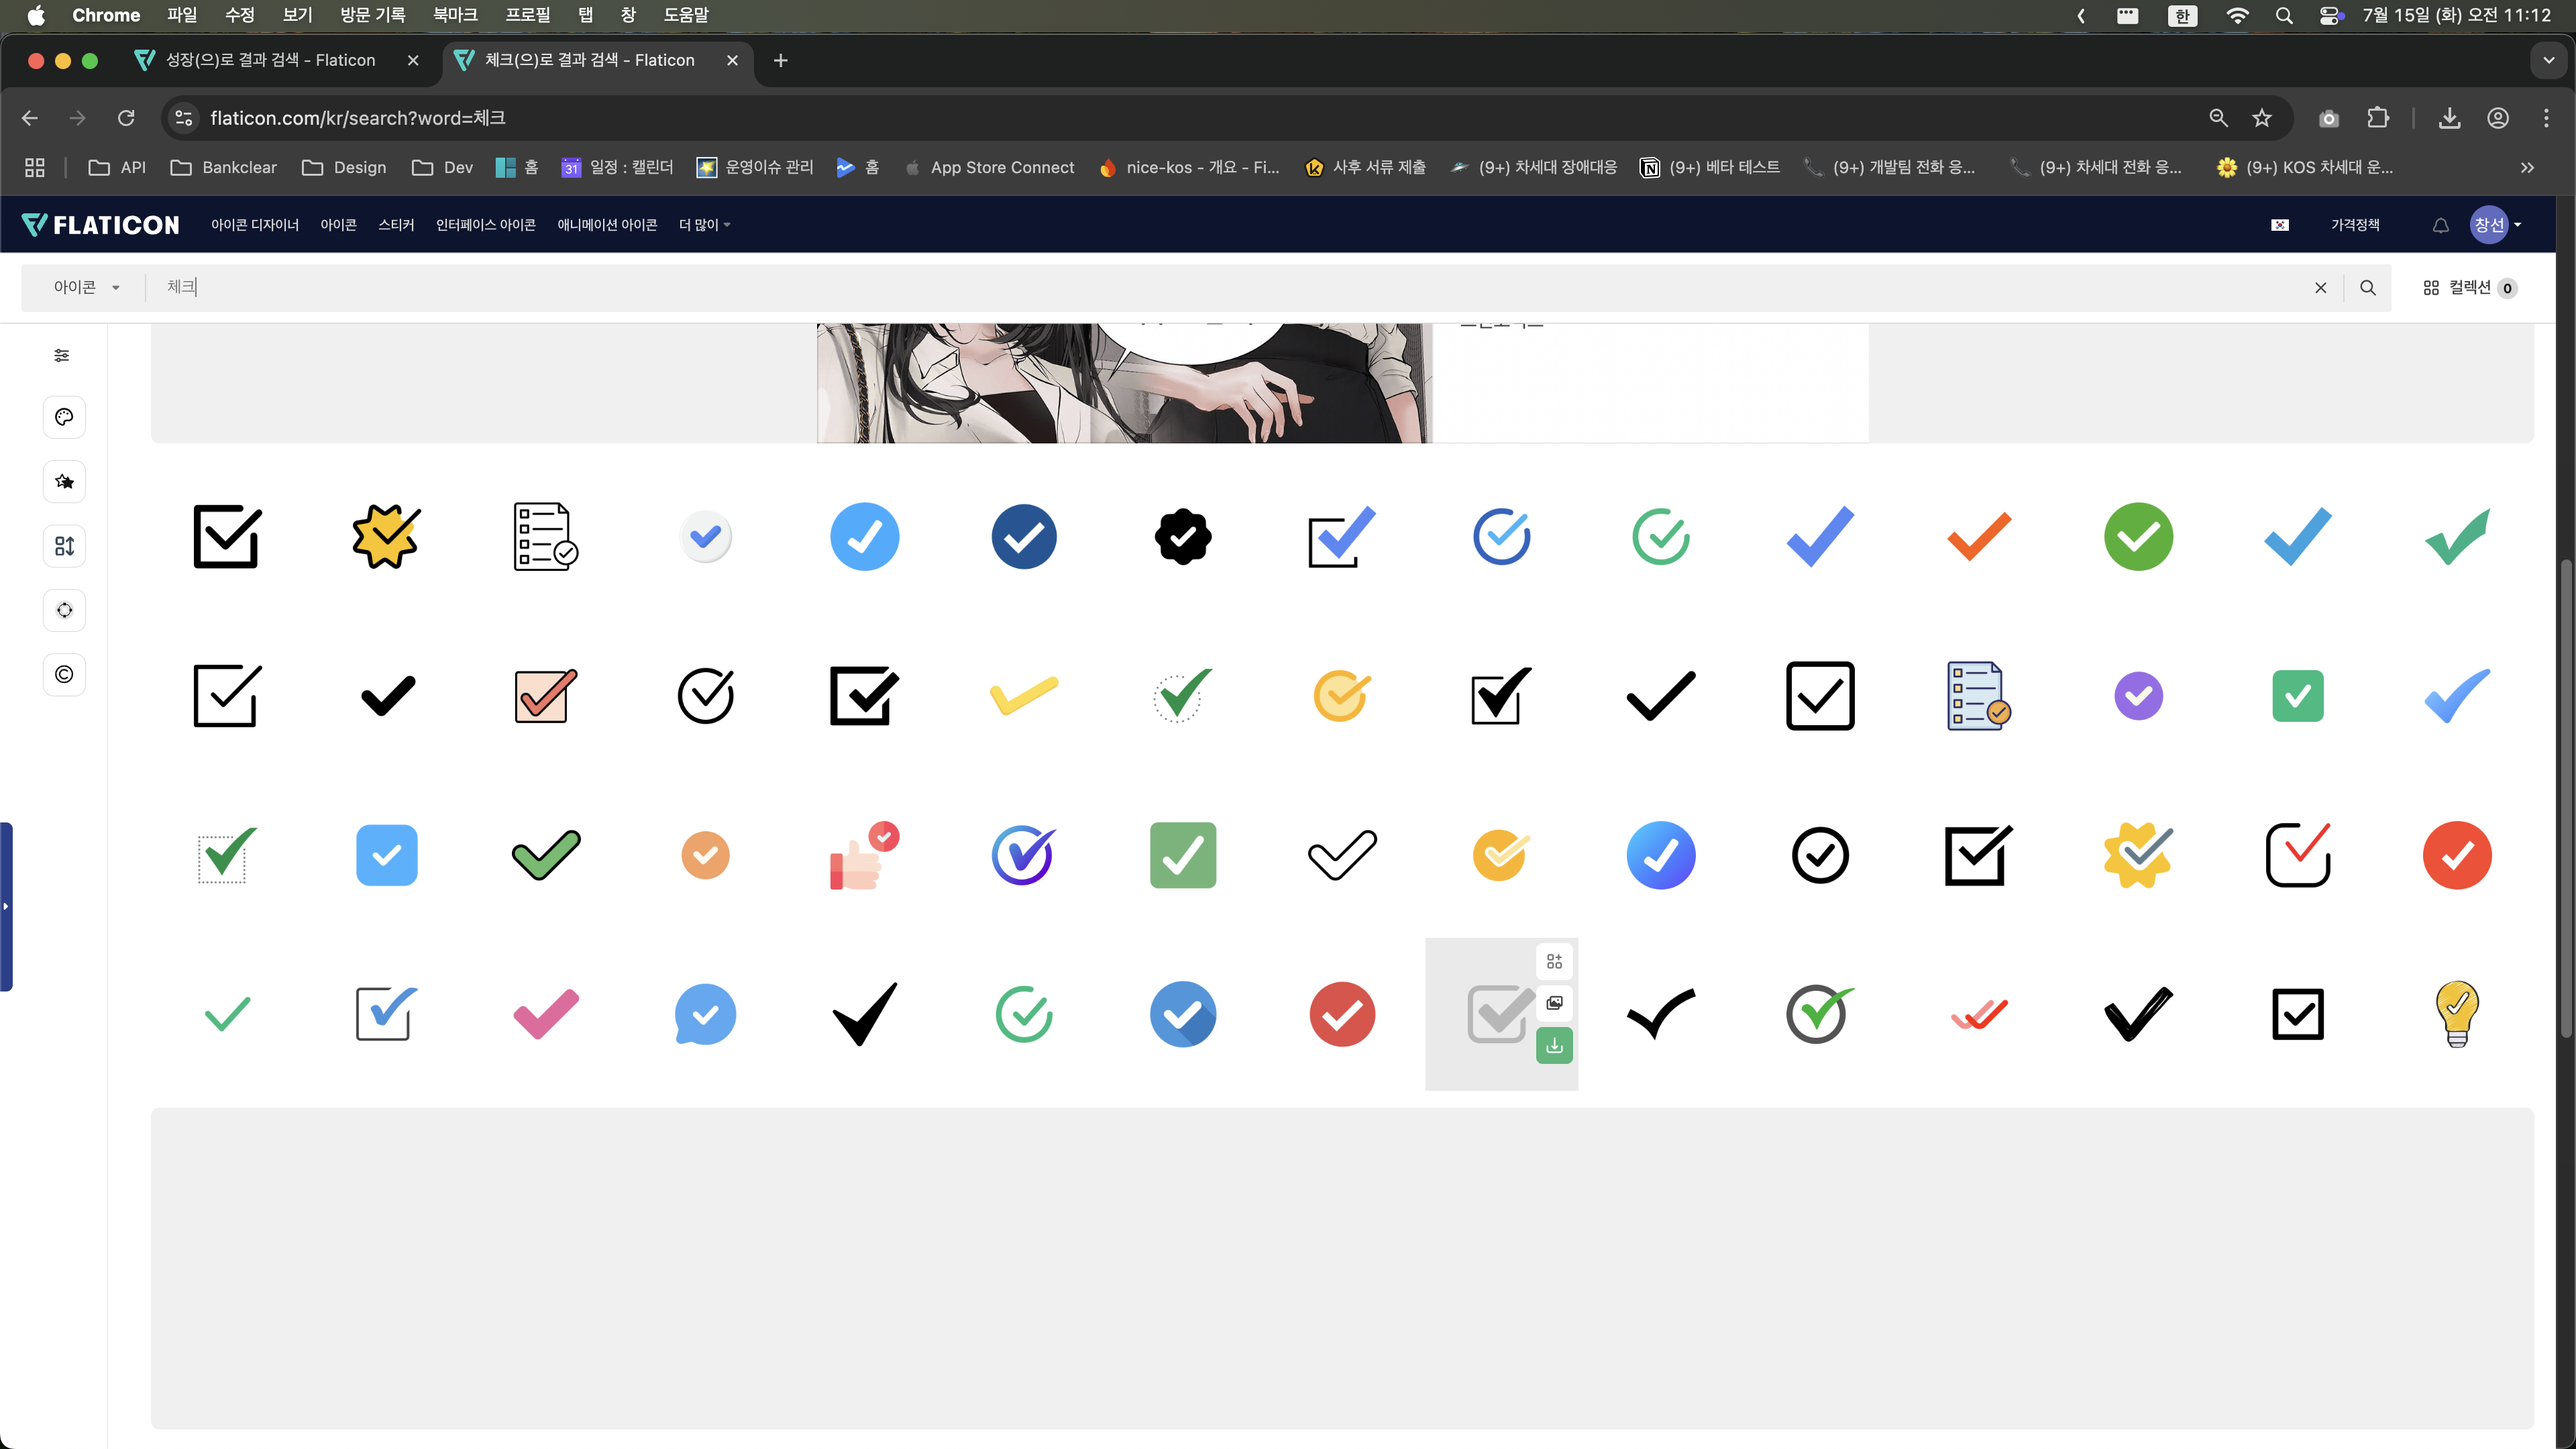 Chrome 파일 수정 보기 방문 기록 북마크 프로필 탭 창 도움말 한 7월 15일 (화) 오전 11:12
성장(으)로 결과 검색 - Flaticon 체크(으)로 결과 검색 - Flaticon
flaticon.com/kr/search?word=체크
API Bankclear Design Dev 홈 31 일정 : 캘린더 운영이슈 관리 홈 App Store Connect nice-kos - 개요 - Fi... 사후 서류 제출 (9+) 차세대 장애대응 (9+) 베타 테스트 (9+) 개발팀 전화 응... (9+) 차세대 전화 응... (9+) KOS 차세대 운...
FLATICON 아이콘 디자이너 아이콘 스티커 인터페이스 아이콘 애니메이션 아이콘 더 많이 가격정책 창선
아이콘 체크 컬렉션 0